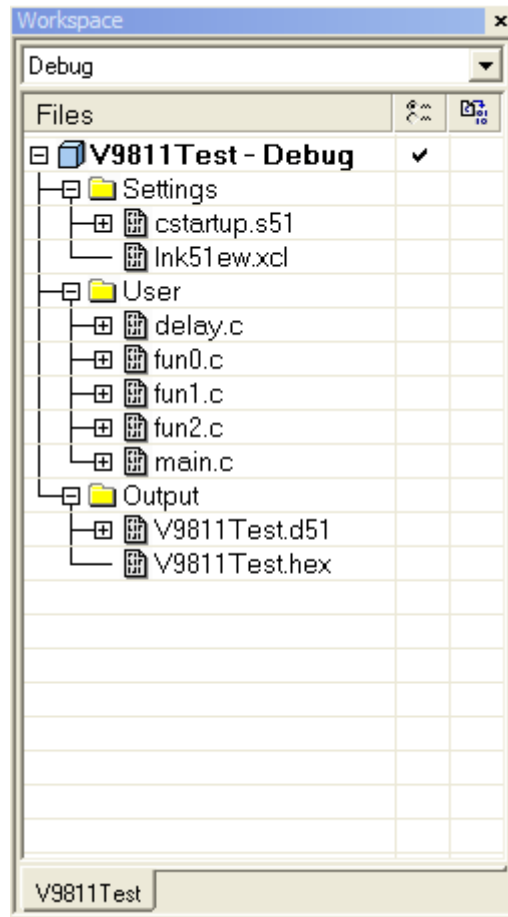 Workspace
Debug
Files
V9811Test - Debug
Settings
cstartup.s51
lnk51ew.xcl
User
delay.c
fun0.c
fun1.c
fun2.c
main.c
Output
V9811Test.d51
V9811Test.hex
V9811Test